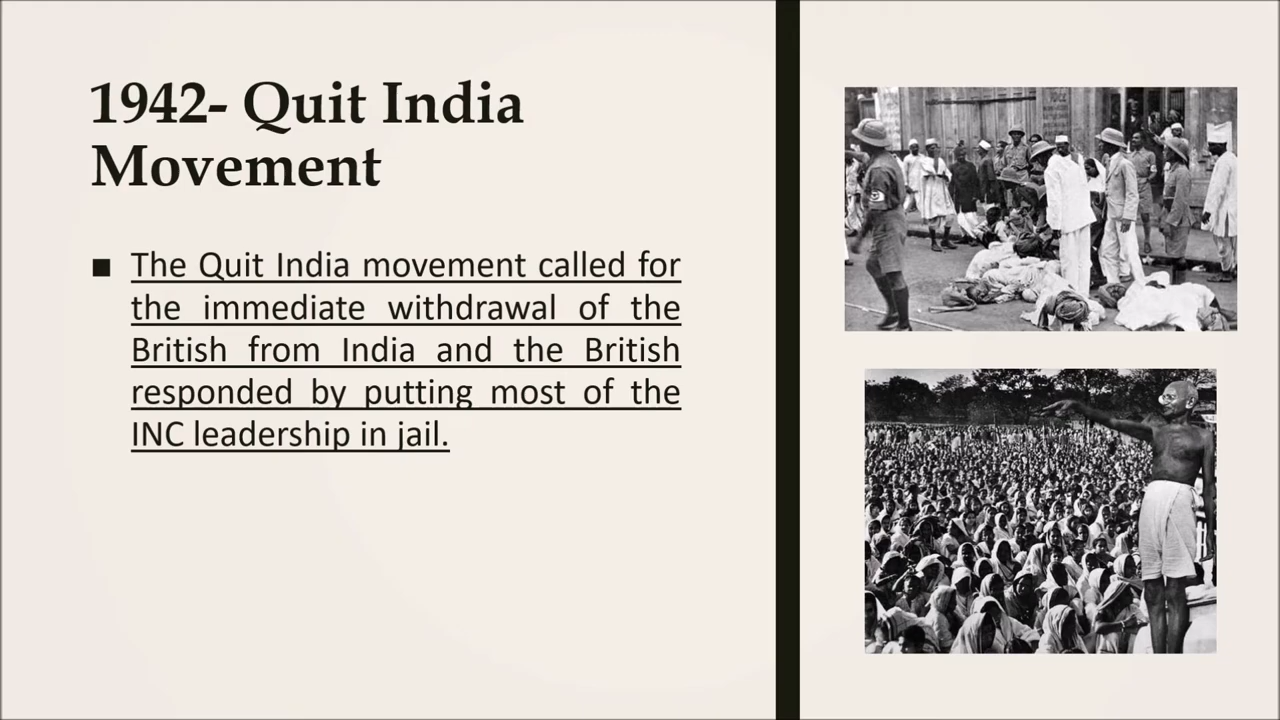 1942- Quit India
Movement
■ The Quit India movement called for
the immediate withdrawal of the
British from India and the British
responded by putting most of the
INC leadership in jail.